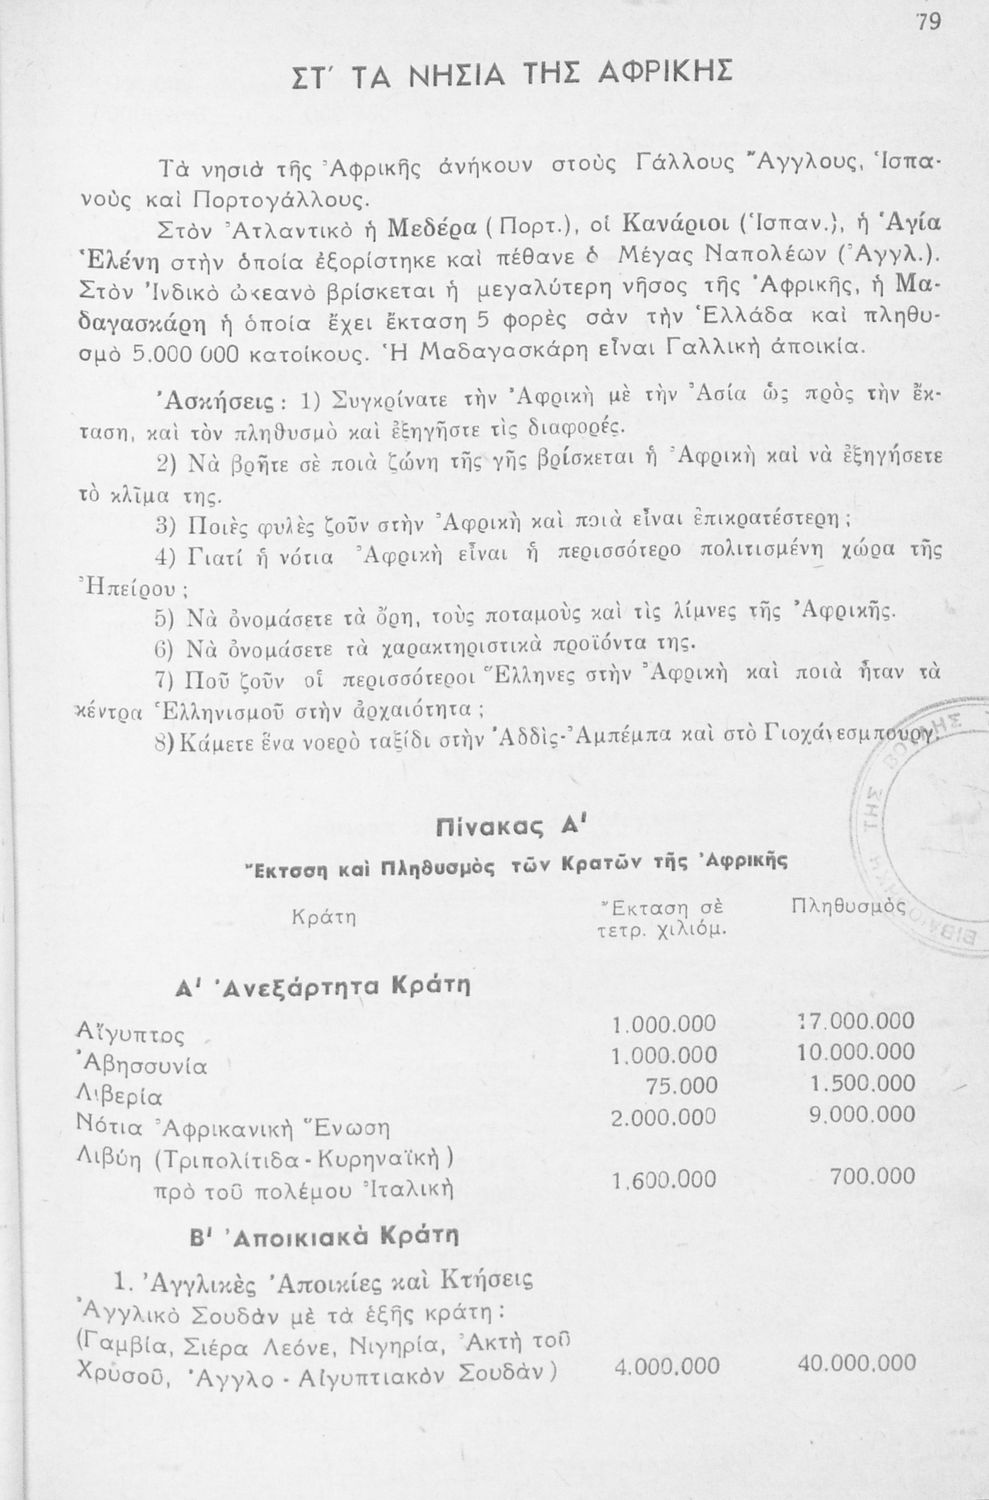 79
ΣΤ′ ΤΑ ΝΗΣΙΑ ΤΗΣ ΑΦΡΙΚΗΣ
Τὰ νησιὰ τῆς Ἀφρικῆς ἀνήκουν στοὺς Γάλλους Ἄγγλους, Ἱσπα-
νοὺς καὶ Πορτογάλλους.
Στὸν Ἀτλαντικὸ ἡ Μεδέρα (Πορτ.), οἱ Κανάριοι (Ἱσπαν.), ἡ Ἁγία
Ἑλένη στὴν ὁποία ἐξορίστηκε καὶ πέθανε ὁ Μέγας Ναπολέων (Ἀγγλ.).
Στὸν Ἰνδικὸ ὠκεανὸ βρίσκεται ἡ μεγαλύτερη νῆσος τῆς Ἀφρικῆς, ἡ Μα-
δαγασκάρη ἡ ὁποία ἔχει ἔκταση 5 φορὲς σὰν τὴν Ἑλλάδα καὶ πληθυ-
σμὸ 5.000 000 κατοίκους. Ἡ Μαδαγασκάρη εἶναι Γαλλικὴ ἀποικία.
Ἀσκήσεις : 1) Συγκρίνατε τὴν Ἀφρικὴ μὲ τὴν Ἀσία ὡς πρὸς τὴν ἔκ-
ταση, καὶ τὸν πληθυσμὸ καὶ ἐξηγῆστε τὶς διαφορές.
2) Νὰ βρῆτε σὲ ποιὰ ζώνη τῆς γῆς βρίσκεται ἡ Ἀφρικὴ καὶ νὰ ἐξηγήσετε
τὸ κλῖμα της.
3) Ποιὲς φυλὲς ζοῦν στὴν Ἀφρικὴ καὶ ποιὰ εἶναι ἐπικρατέστερη ;
4) Γιατί ἡ νότια Ἀφρικὴ εἶναι ἡ περισσότερο πολιτισμένη χώρα τῆς
Ἠπείρου ;
5) Νὰ ὀνομάσετε τὰ ὄρη, τοὺς ποταμοὺς καὶ τὶς λίμνες τῆς Ἀφρικῆς.
6) Νὰ ὀνομάσετε τὰ χαρακτηριστικὰ προϊόντα της.
7) Ποῦ ζοῦν οἱ περισσότεροι Ἕλληνες στὴν Ἀφρικὴ καὶ ποιὰ ἦταν τὰ
κέντρα Ἑλληνισμοῦ στὴν ἀρχαιότητα ;
8) Κάμετε ἕνα νοερὸ ταξίδι στὴν Ἀδδὶς-Ἀμπέμπα καὶ στὸ Γιοχάνεσμπουργ.
Πίνακας Α′
Ἔκτσση καὶ Πληθυσμὸς τῶν Κρατῶν τῆς Ἀφρικῆς
Κράτη Ἔκταση σὲ Πληθυσμὸς
τετρ. χιλιόμ.
Α′ Ἀνεξάρτητα Κράτη
Αἴγυπτος 1.000.000 17.000.000
Ἀβησσυνία 1.000.000 10.000.000
Λιβερία 75.000 1.500.000
Νότια Ἀφρικανικὴ Ἕνωση 2.000.000 9.000.000
Λιβύη (Τριπολίτιδα - Κυρηναϊκὴ)
πρὸ τοῦ πολέμου Ἰταλικὴ 1.600.000 700.000
Β′ Ἀποικιακὰ Κράτη
1. Ἀγγλικὲς Ἀποικίες καὶ Κτήσεις
Ἀγγλικὸ Σουδὰν μὲ τὰ ἑξῆς κράτη :
(Γαμβία, Σιέρα Λεόνε, Νιγηρία, Ἀκτὴ τοῦ
Χρυσοῦ, Ἀγγλο - Αἰγυπτιακὸν Σουδὰν) 4.000.000 40.000.000